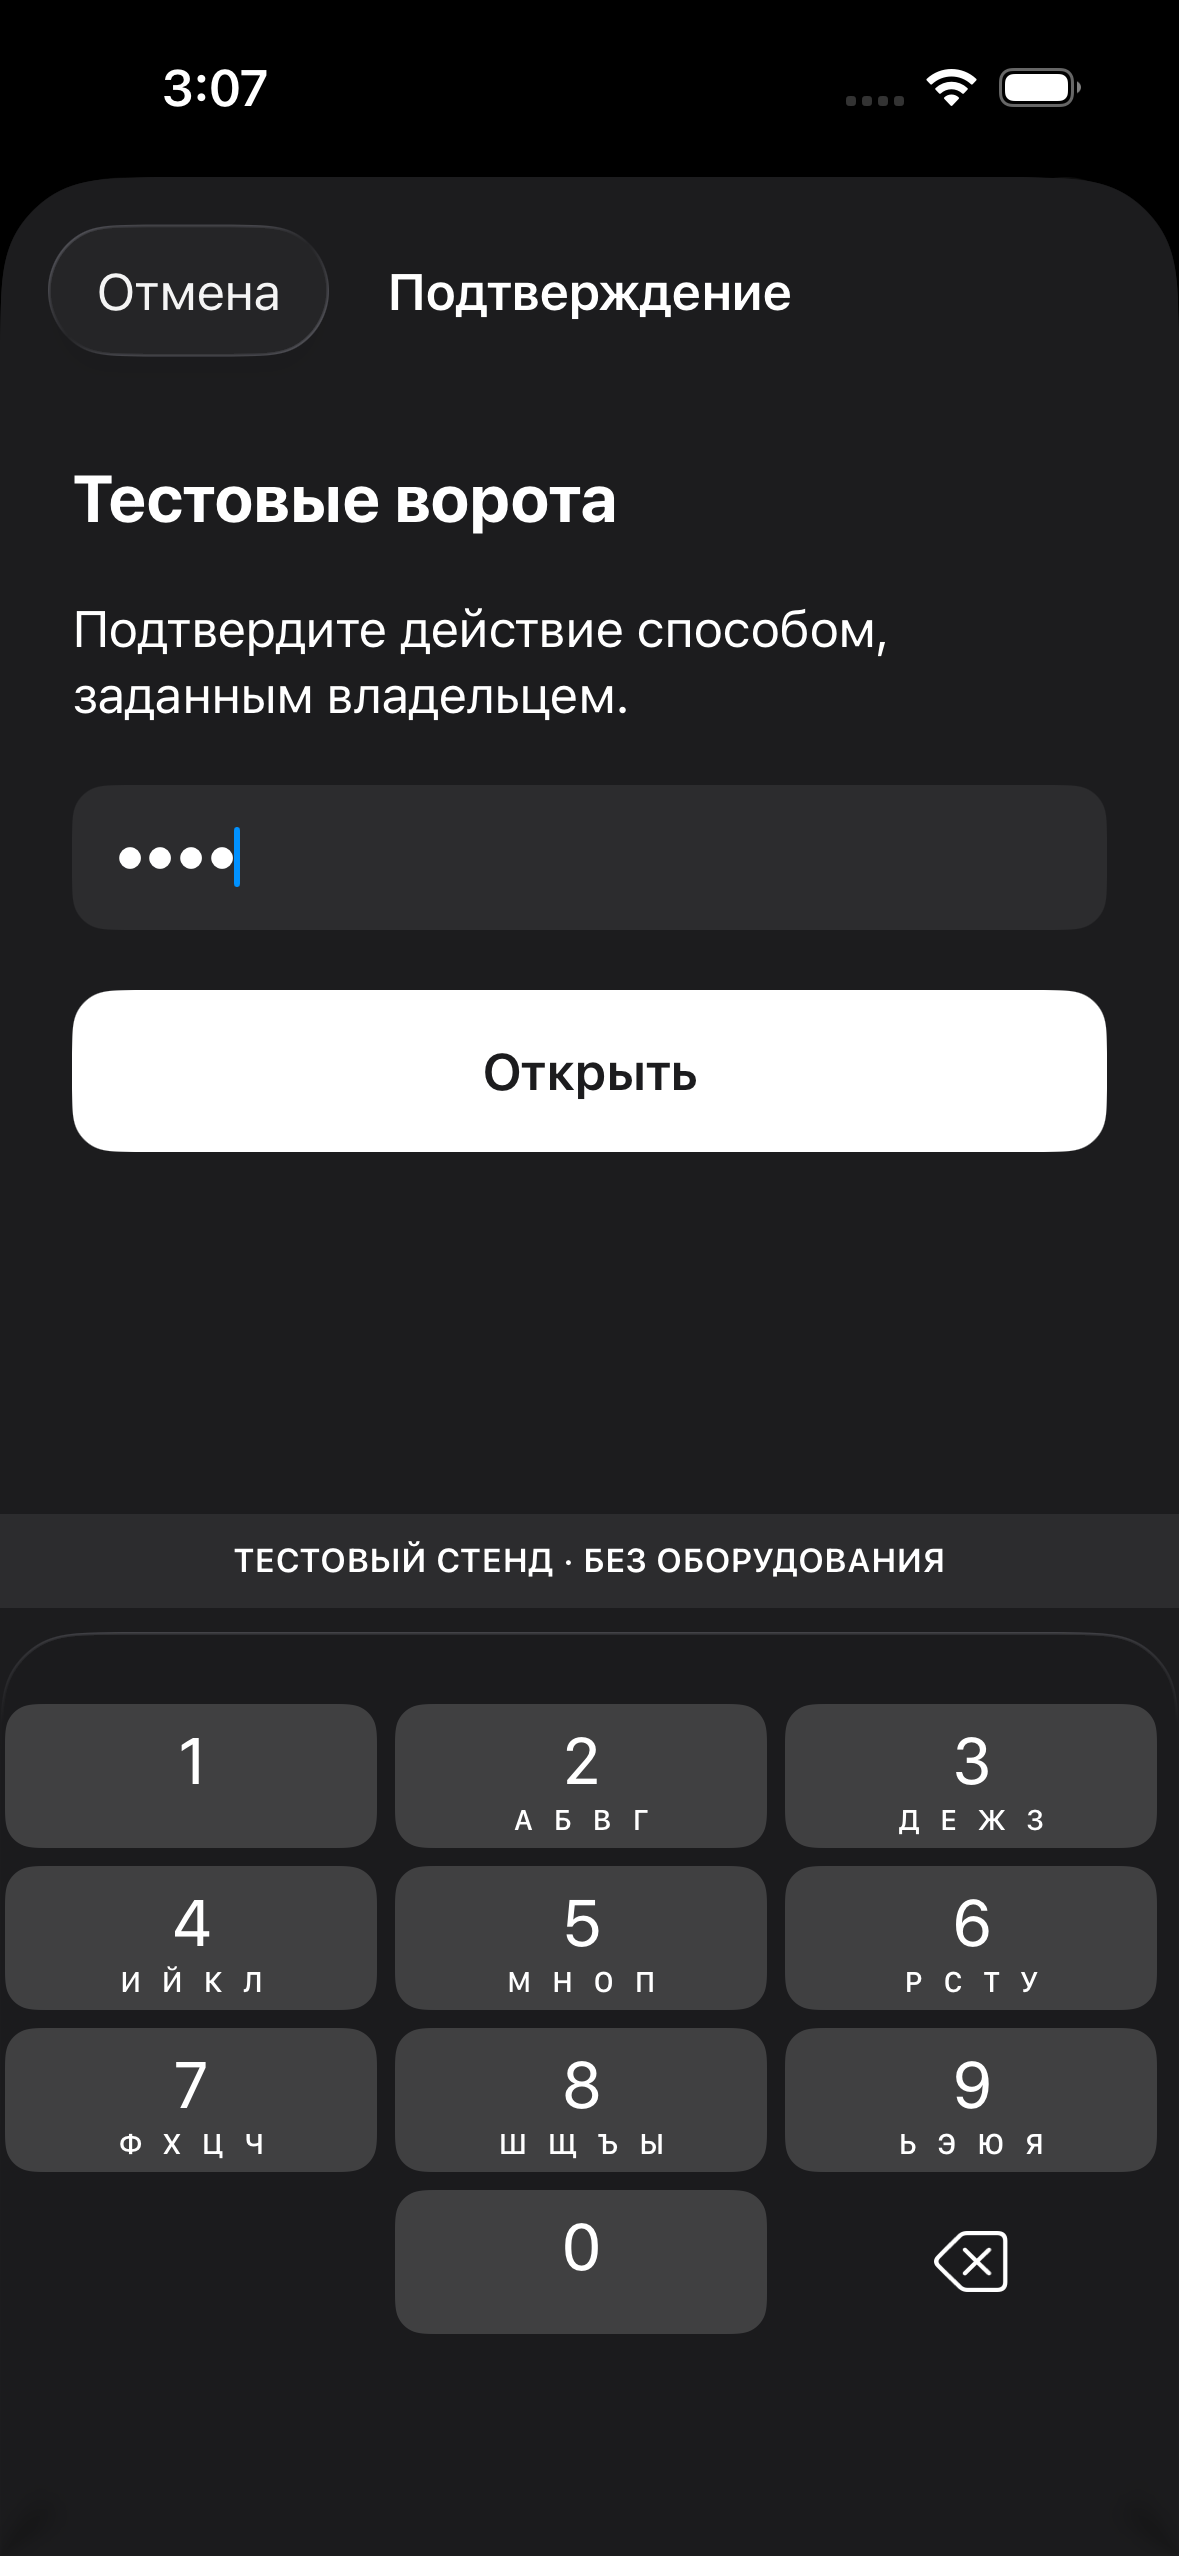 3:07
Отмена
Подтверждение
Тестовые ворота
Подтвердите действие способом,
заданным владельцем.
Открыть
ТЕСТОВЫЙ СТЕНД · БЕЗ ОБОРУДОВАНИЯ
1
2
3
А Б В Г
Д Е Ж З
4
5
6
И Й К Л
М Н О П
Р С Т У
7
8
9
Ф Х Ц Ч
Ш Щ Ъ Ы
Ь Э Ю Я
0